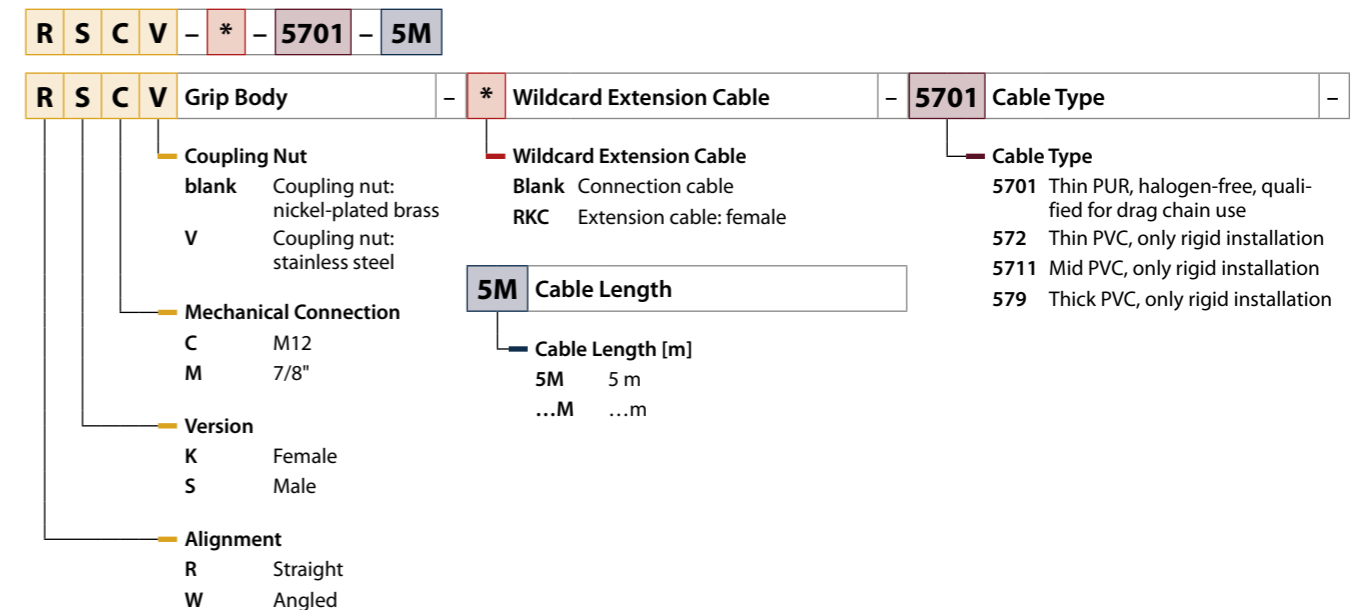 R S C V – * – 5701 – 5M
R S C V Grip Body – * Wildcard Extension Cable – 5701 Cable Type –
Coupling Nut
blank Coupling nut:
nickel-plated brass
V Coupling nut:
stainless steel
Mechanical Connection
C M12
M 7/8"
Version
K Female
S Male
Alignment
R Straight
W Angled
Wildcard Extension Cable
Blank Connection cable
RKC Extension cable: female
5M Cable Length
Cable Length [m]
5M 5 m
…M …m
Cable Type
5701 Thin PUR, halogen-free, quali-
fied for drag chain use
572 Thin PVC, only rigid installation
5711 Mid PVC, only rigid installation
579 Thick PVC, only rigid installation